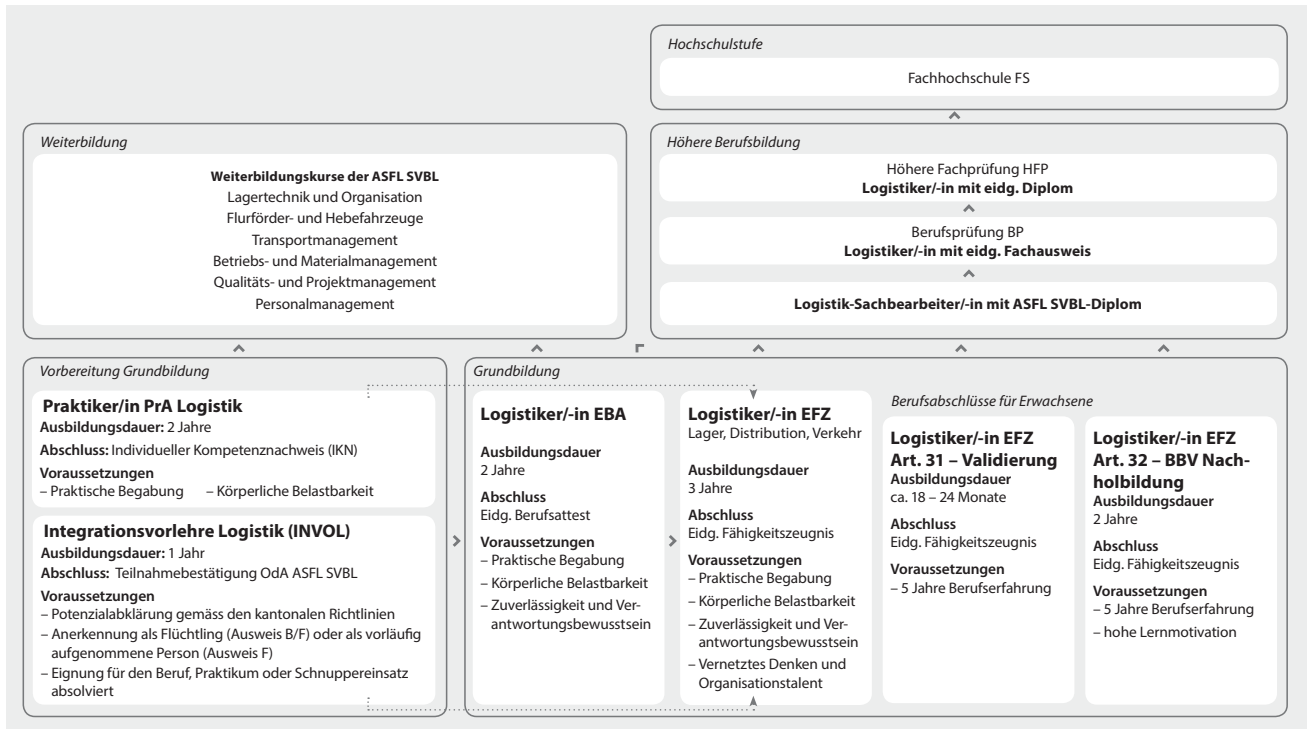 Hochschulstufe
Fachhochschule FS
Weiterbildung
Weiterbildungskurse der ASFL SVBL
Lagertechnik und Organisation
Flurförder- und Hebefahrzeuge
Transportmanagement
Betriebs- und Materialmanagement
Qualitäts- und Projektmanagement
Personalmanagement
Höhere Berufsbildung
Höhere Fachprüfung HFP
Logistiker/-in mit eidg. Diplom
Berufsprüfung BP
Logistiker/-in mit eidg. Fachausweis
Logistik-Sachbearbeiter/-in mit ASFL SVBL-Diplom
Vorbereitung Grundbildung
Praktiker/in PrA Logistik
Ausbildungsdauer: 2 Jahre
Abschluss: Individueller Kompetenznachweis (IKN)
Voraussetzungen
– Praktische Begabung – Körperliche Belastbarkeit
Integrationsvorlehre Logistik (INVOL)
Ausbildungsdauer: 1 Jahr
Abschluss: Teilnahmebestätigung OdA ASFL SVBL
Voraussetzungen
– Potenzialabklärung gemäss den kantonalen Richtlinien
– Anerkennung als Flüchtling (Ausweis B/F) oder als vorläufig
aufgenommene Person (Ausweis F)
– Eignung für den Beruf, Praktikum oder Schnuppereinsatz
absolviert
Grundbildung
Logistiker/-in EBA
Ausbildungsdauer
2 Jahre
Abschluss
Eidg. Berufsattest
Voraussetzungen
– Praktische Begabung
– Körperliche Belastbarkeit
– Zuverlässigkeit und Ver-
antwortungsbewusstsein
Logistiker/-in EFZ
Lager, Distribution, Verkehr
Ausbildungsdauer
3 Jahre
Abschluss
Eidg. Fähigkeitszeugnis
Voraussetzungen
– Praktische Begabung
– Körperliche Belastbarkeit
– Zuverlässigkeit und Ver-
antwortungsbewusstsein
– Vernetztes Denken und
Organisationstalent
Berufsabschlüsse für Erwachsene
Logistiker/-in EFZ
Art. 31 – Validierung
Ausbildungsdauer
ca. 18 – 24 Monate
Abschluss
Eidg. Fähigkeitszeugnis
Voraussetzungen
– 5 Jahre Berufserfahrung
Logistiker/-in EFZ
Art. 32 – BBV Nach-
holbildung
Ausbildungsdauer
2 Jahre
Abschluss
Eidg. Fähigkeitszeugnis
Voraussetzungen
– 5 Jahre Berufserfahrung
– hohe Lernmotivation